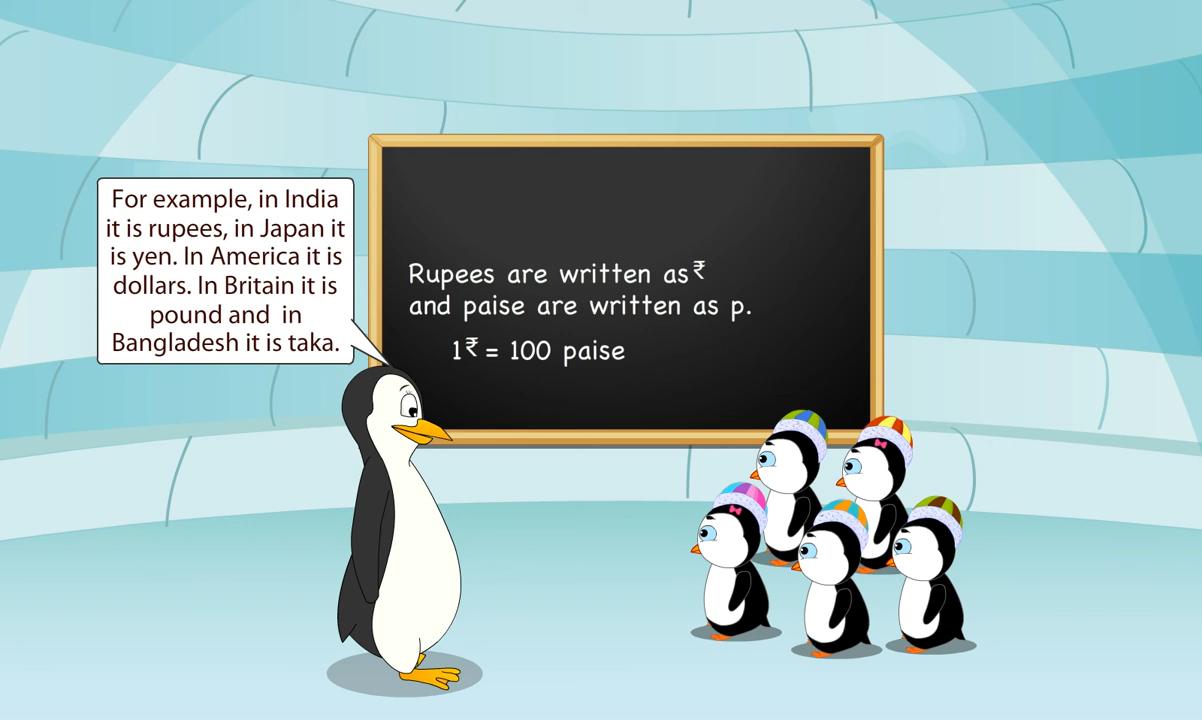 For example, in India
it is rupees, in Japan it
is yen. In America it is
dollars. In Britain it is
pound and in
Bangladesh it is taka.
Rupees are written as ₹
and paise are written as p.
1₹ = 100 paise